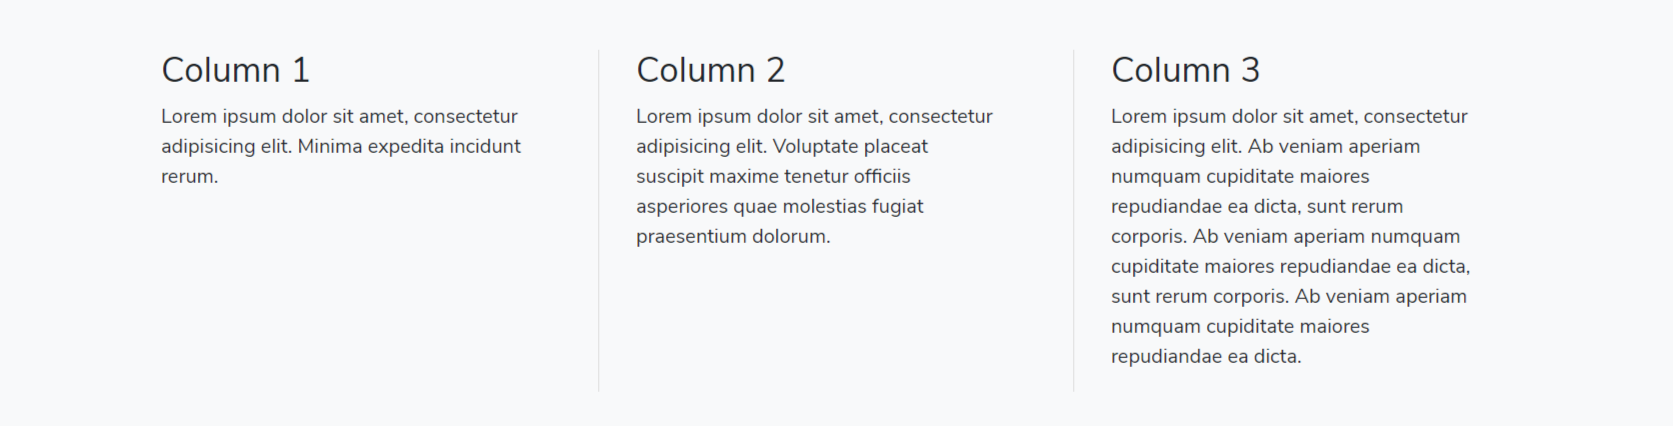 Column 1
Lorem ipsum dolor sit amet, consectetur
adipisicing elit. Minima expedita incidunt
rerum.
Column 2
Lorem ipsum dolor sit amet, consectetur
adipisicing elit. Voluptate placeat
suscipit maxime tenetur officiis
asperiores quae molestias fugiat
praesentium dolorum.
Column 3
Lorem ipsum dolor sit amet, consectetur
adipisicing elit. Ab veniam aperiam
numquam cupiditate maiores
repudiandae ea dicta, sunt rerum
corporis. Ab veniam aperiam numquam
cupiditate maiores repudiandae ea dicta,
sunt rerum corporis. Ab veniam aperiam
numquam cupiditate maiores
repudiandae ea dicta.